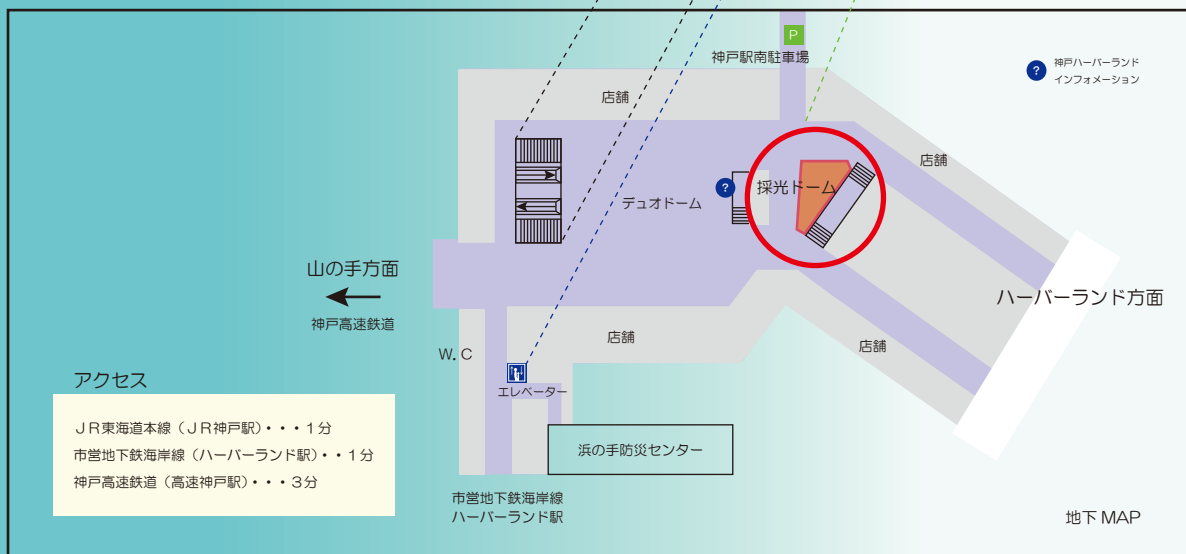 P
神戸駅南駐車場
?
神戸ハーバーランド
インフォメーション
店舗
店舗
?
採光ドーム
デュオドーム
山の手方面
神戸高速鉄道
ハーバーランド方面
店舗
店舗
W.C
エレベーター
アクセス
JR東海道本線(JR神戸駅)・・・1分
市営地下鉄海岸線(ハーバーランド駅)・・1分
神戸高速鉄道(高速神戸駅)・・・3分
浜の手防災センター
市営地下鉄海岸線
ハーバーランド駅
地下 MAP